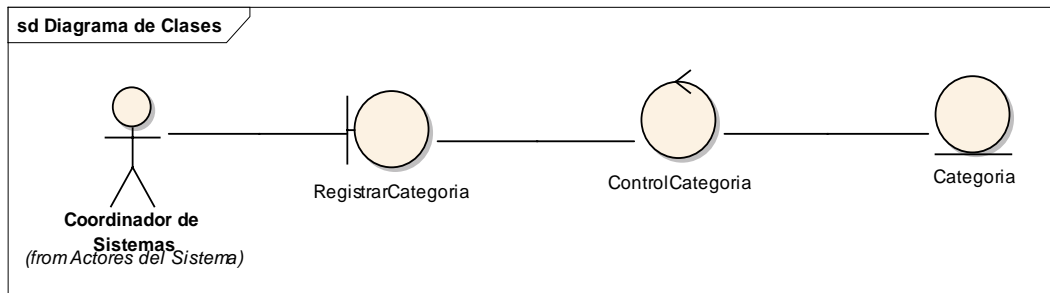 sd Diagrama de Clases
Coordinador de
Sistemas
(from Actores del Sistema)
RegistrarCategoria
ControlCategoria
Categoria